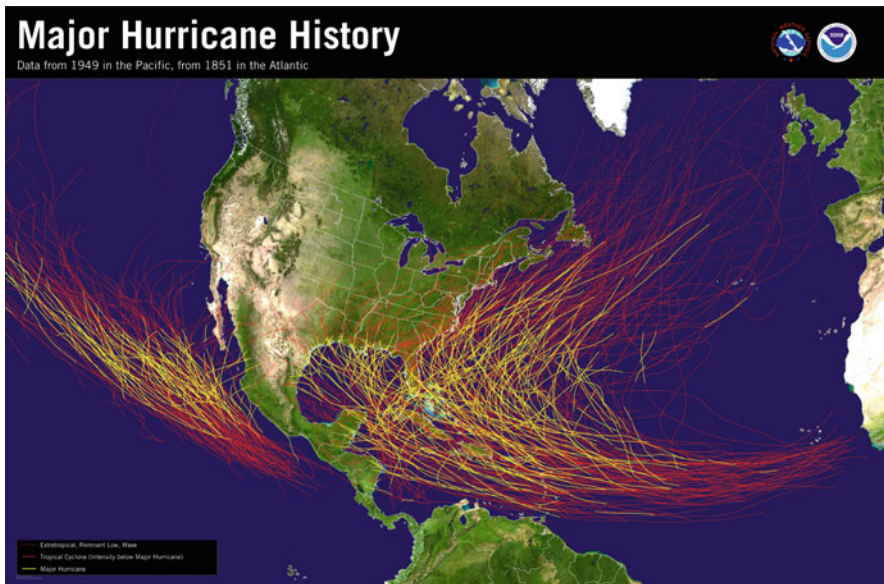 Major Hurricane History
Data from 1949 in the Pacific, from 1851 in the Atlantic
NOAA
Extratropical, Remnant Low, Wave
Tropical Cyclone (Intensity below Major Hurricane)
Major Hurricane